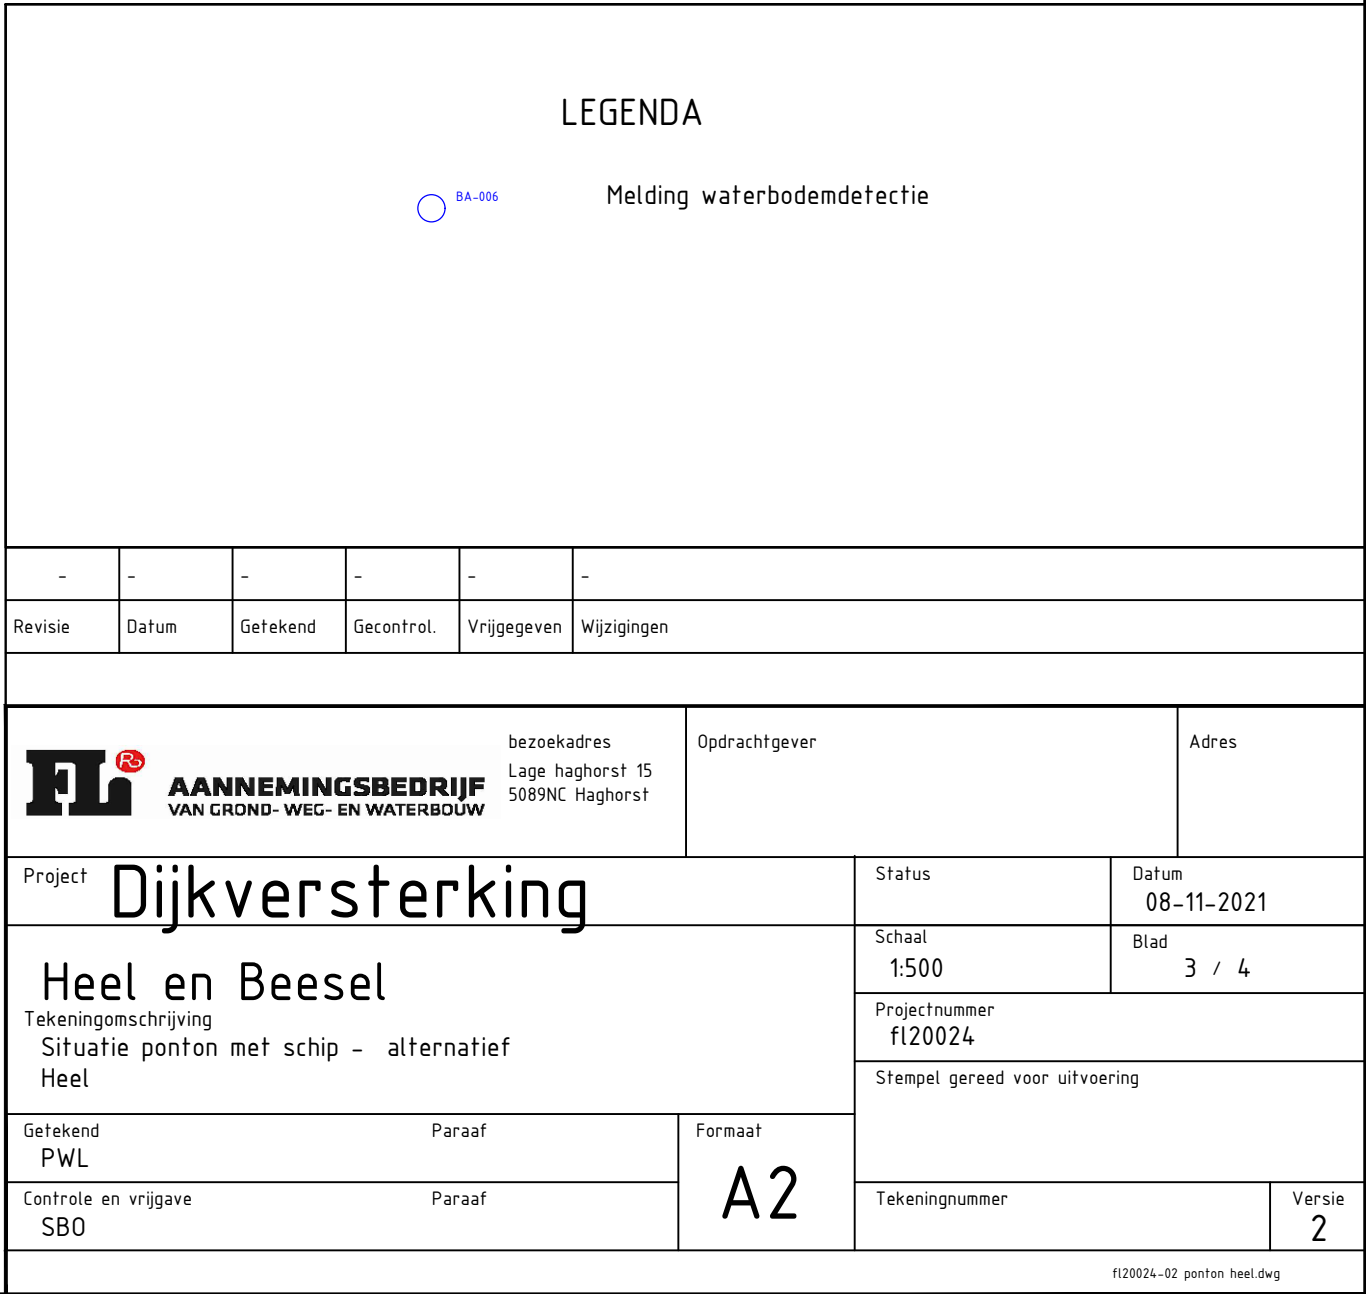 LEGENDA
BA-006 Melding waterbodemdetectie
- - - - - -
Revisie Datum Getekend Gecontrol. Vrijgegeven Wijzigingen
FL R AANNEMINGSBEDRIJF
VAN GROND- WEG- EN WATERBOUW
bezoekadres
Lage haghorst 15
5089NC Haghorst
Opdrachtgever
Adres
Project Dijkversterking
Heel en Beesel
Status
Datum
08-11-2021
Schaal
1:500
Blad
3 / 4
Tekeningomschrijving
Situatie ponton met schip - alternatief
Heel
Projectnummer
fl20024
Stempel gereed voor uitvoering
Getekend Paraaf
PWL
Controle en vrijgave Paraaf
SBO
Formaat
A2
Tekeningnummer
Versie
2
fl20024-02 ponton heel.dwg